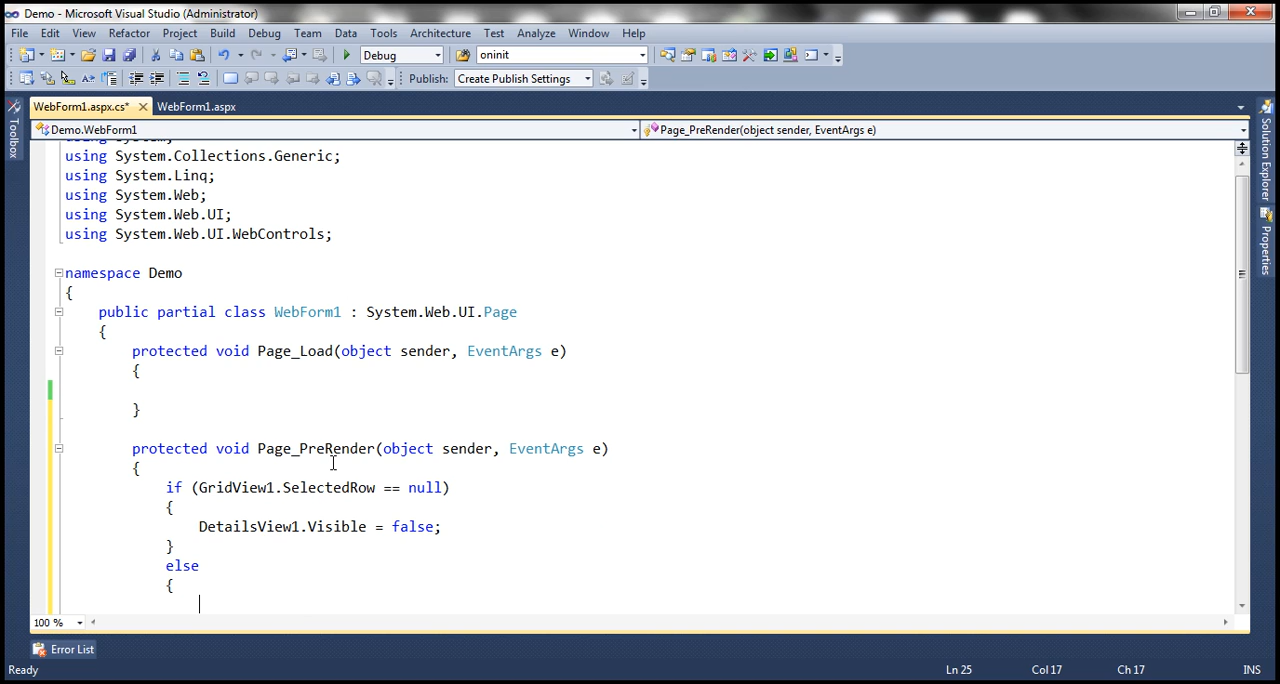 Demo - Microsoft Visual Studio (Administrator)
File Edit View Refactor Project Build Debug Team Data Tools Architecture Test Analyze Window Help
Debug oninit
Publish: Create Publish Settings
WebForm1.aspx.cs* WebForm1.aspx
Demo.WebForm1 Page_PreRender(object sender, EventArgs e)
Toolbox
Solution Explorer
Properties
using System;
using System.Collections.Generic;
using System.Linq;
using System.Web;
using System.Web.UI;
using System.Web.UI.WebControls;
namespace Demo
{
public partial class WebForm1 : System.Web.UI.Page
{
protected void Page_Load(object sender, EventArgs e)
{
}
protected void Page_PreRender(object sender, EventArgs e)
{
if (GridView1.SelectedRow == null)
{
DetailsView1.Visible = false;
}
else
{
100 %
Error List
Ready Ln 25 Col 17 Ch 17 INS